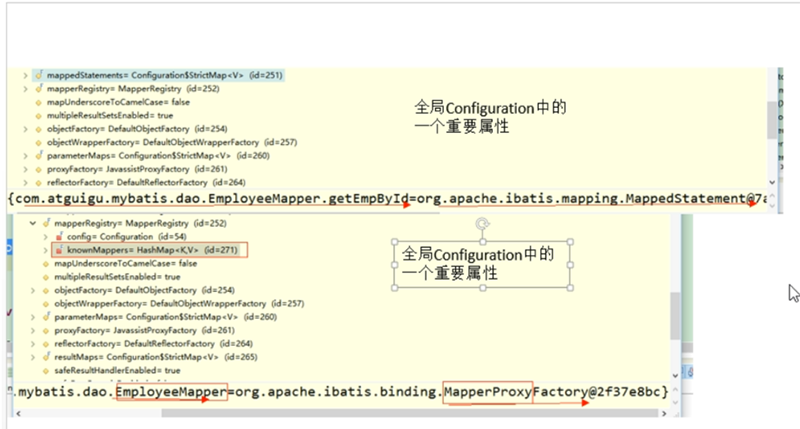 mappedStatements= Configuration$StrictMap<V> (id=251)
mapperRegistry= MapperRegistry (id=252)
mapUnderscoreToCamelCase= false
multipleResultSetsEnabled= true
objectFactory= DefaultObjectFactory (id=254)
objectWrapperFactory= DefaultObjectWrapperFactory (id=257)
parameterMaps= Configuration$StrictMap<V> (id=260)
proxyFactory= JavassistProxyFactory (id=261)
reflectorFactory= DefaultReflectorFactory (id=264)
全局Configuration中的
一个重要属性
{com.atguigu.mybatis.dao.EmployeeMapper.getEmpById=org.apache.ibatis.mapping.MappedStatement@7a
mapperRegistry= MapperRegistry (id=252)
config= Configuration (id=54)
knownMappers= HashMap<K,V> (id=271)
mapUnderscoreToCamelCase= false
multipleResultSetsEnabled= true
objectFactory= DefaultObjectFactory (id=254)
objectWrapperFactory= DefaultObjectWrapperFactory (id=257)
parameterMaps= Configuration$StrictMap<V> (id=260)
proxyFactory= JavassistProxyFactory (id=261)
reflectorFactory= DefaultReflectorFactory (id=264)
resultMaps= Configuration$StrictMap<V> (id=265)
safeResultHandlerEnabled= true
全局Configuration中的
一个重要属性
.mybatis.dao.EmployeeMapper=org.apache.ibatis.binding.MapperProxyFactory@2f37e8bc}